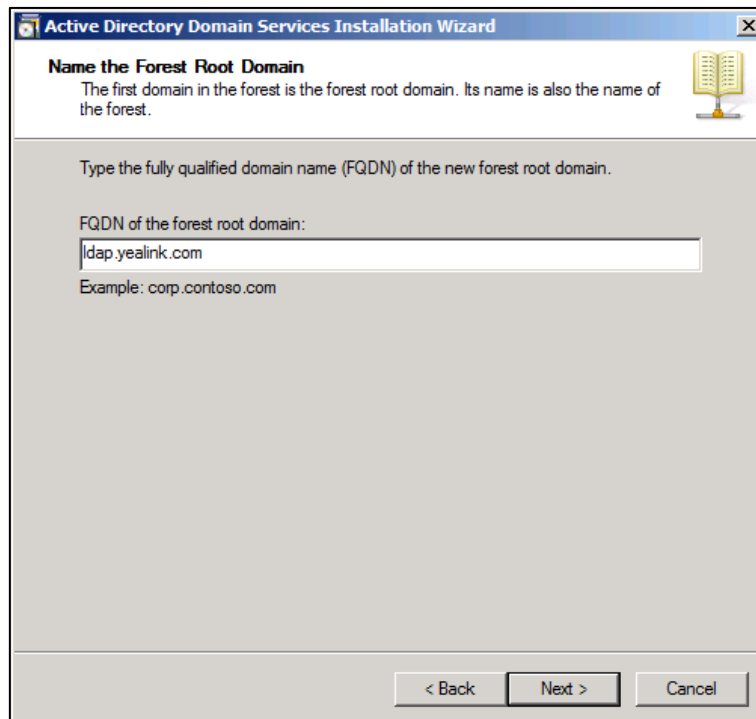 Active Directory Domain Services Installation Wizard
Name the Forest Root Domain
The first domain in the forest is the forest root domain. Its name is also the name of
the forest.
Type the fully qualified domain name (FQDN) of the new forest root domain.
FQDN of the forest root domain:
ldap.yealink.com
Example: corp.contoso.com
< Back
Next >
Cancel